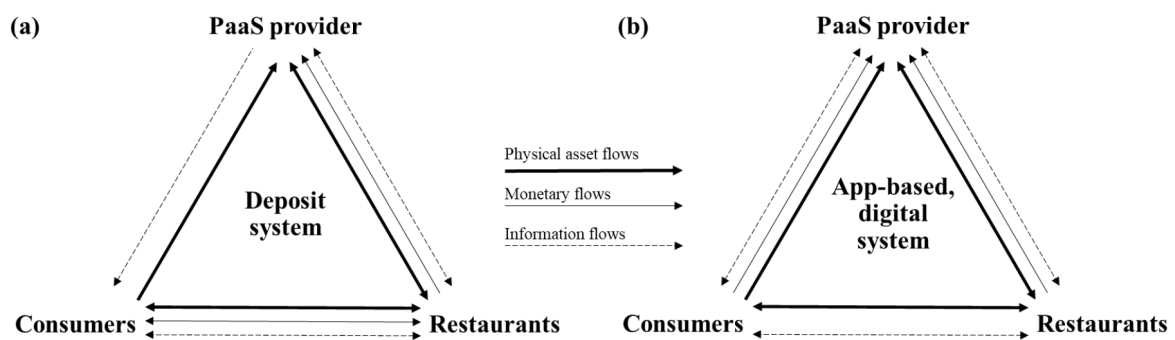 (a)
PaaS provider
Deposit
system
Consumers
Restaurants
Physical asset flows
Monetary flows
Information flows
(b)
PaaS provider
App-based,
digital
system
Consumers
Restaurants